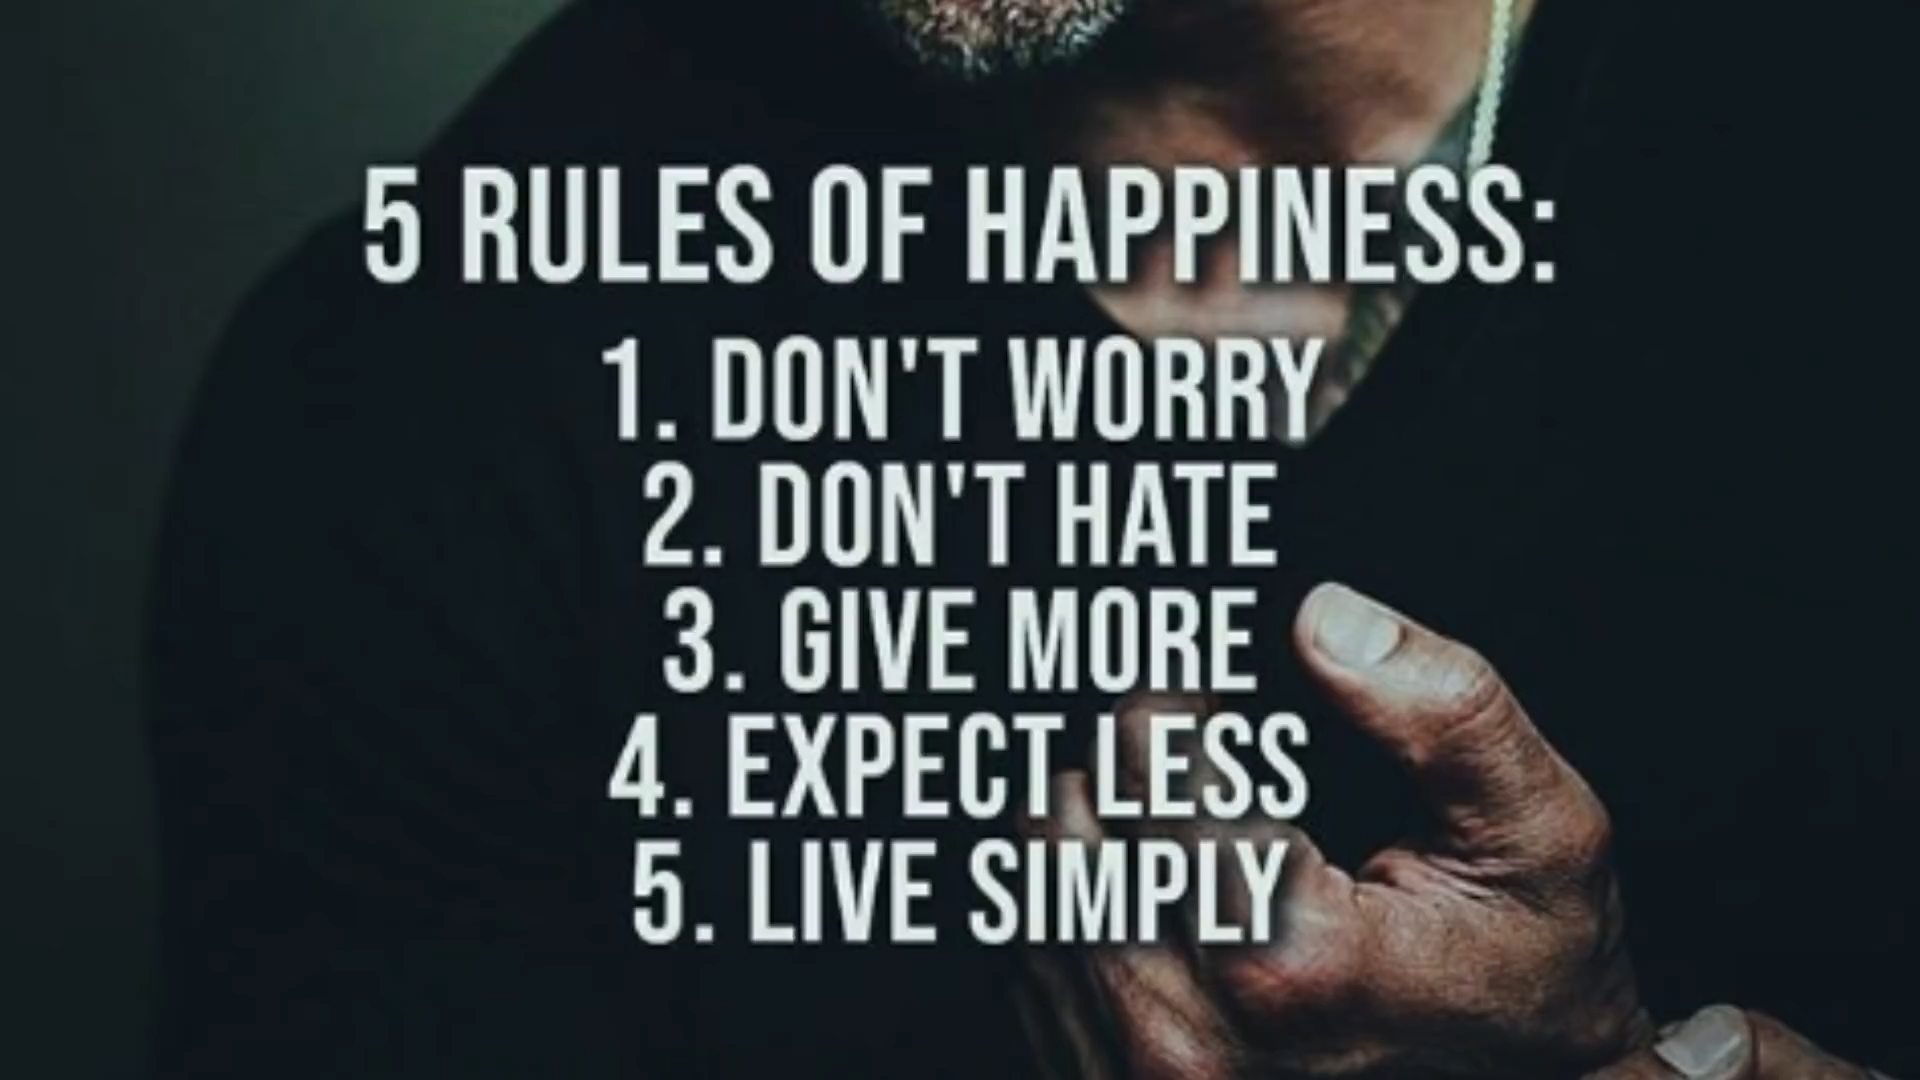 5 RULES OF HAPPINESS:
1. DON'T WORRY
2. DON'T HATE
3. GIVE MORE
4. EXPECT LESS
5. LIVE SIMPLY